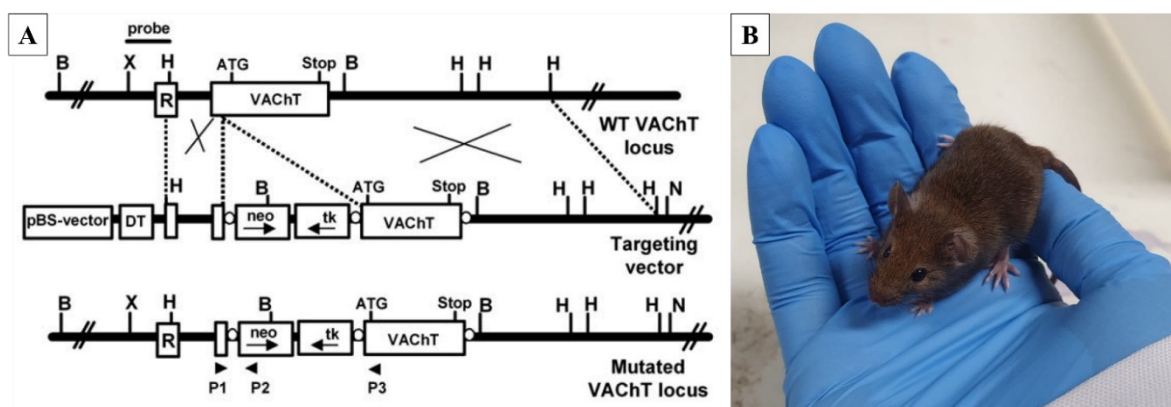 A
B
probe
B X H ATG Stop B H H H
R VAChT
WT VAChT
locus
H B ATG Stop B H H H N
pBS-vector DT neo tk VAChT
Targeting
vector
B X H B ATG Stop B H H H N
R neo tk VAChT
P1 P2 P3
Mutated
VAChT locus